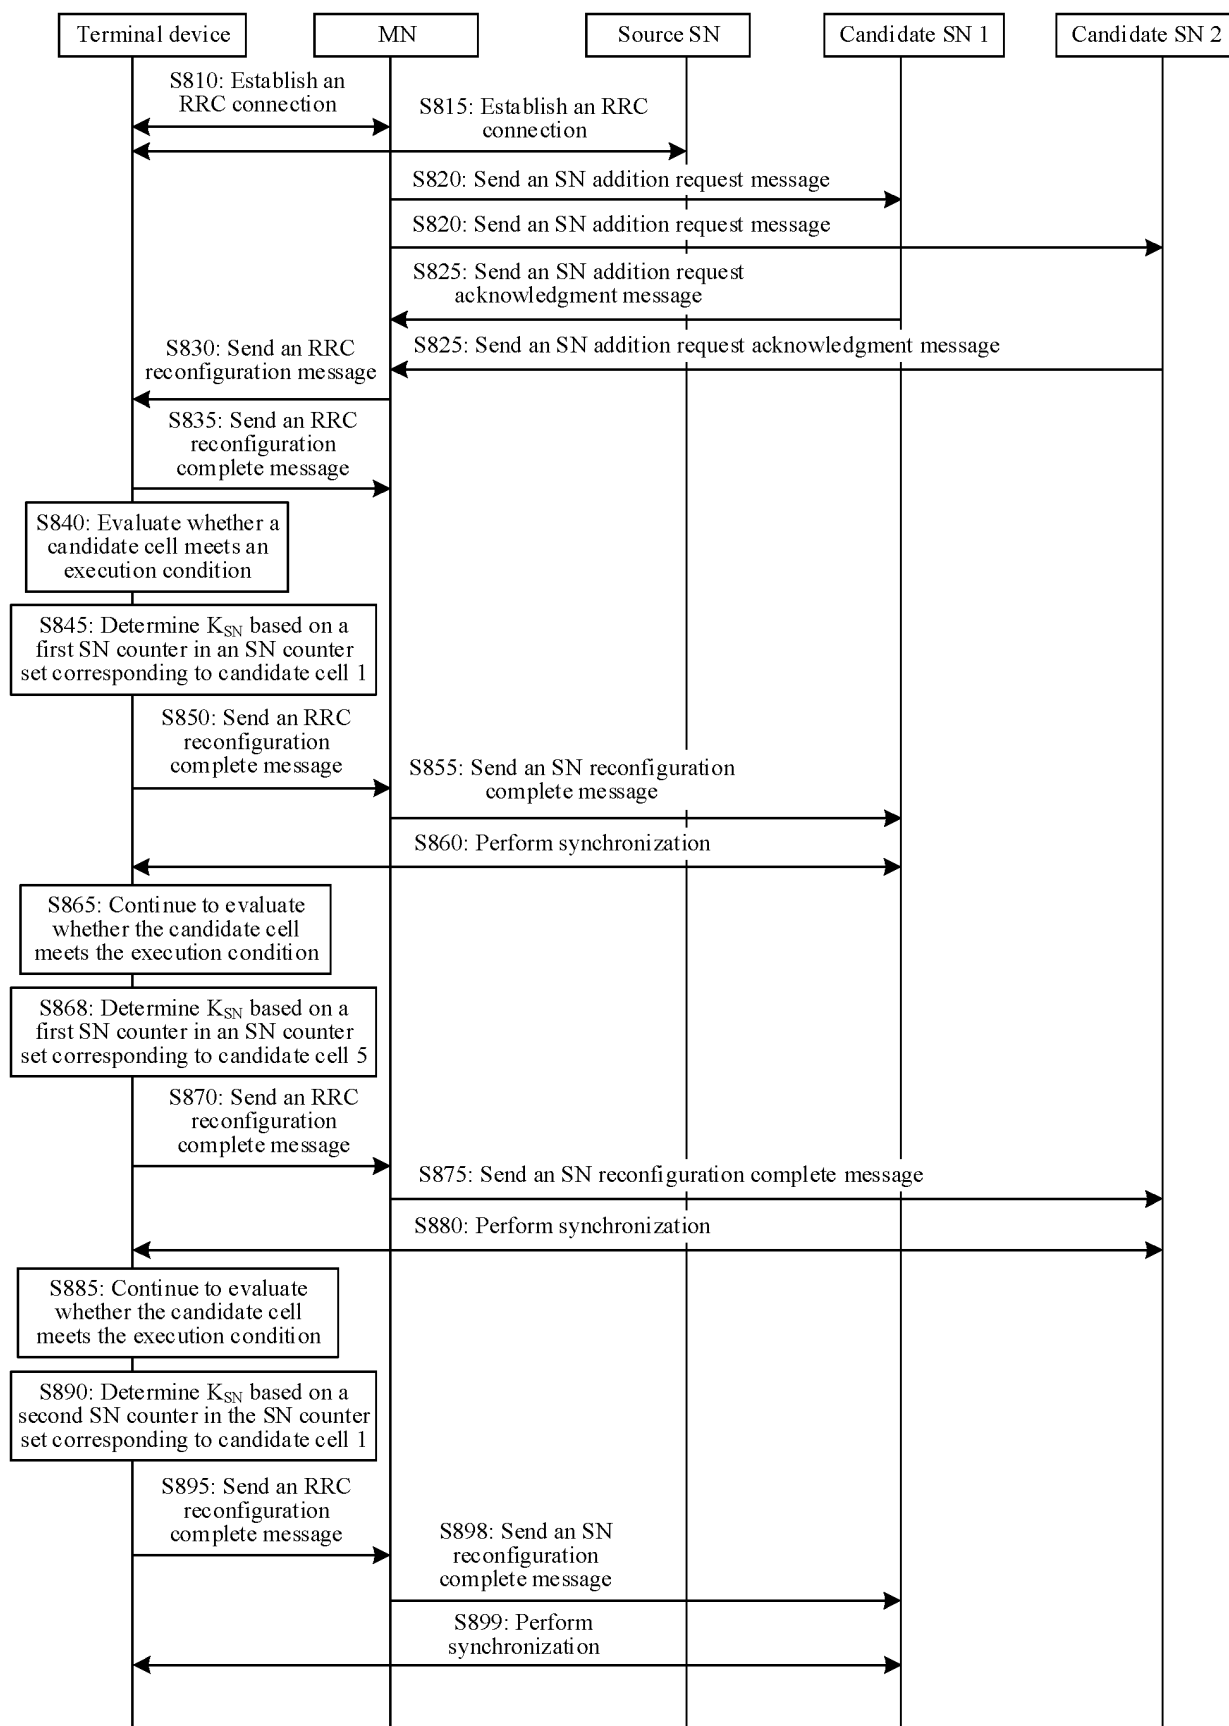 Terminal device
MN
Source SN
Candidate SN 1
Candidate SN 2
S810: Establish an
RRC connection
S815: Establish an RRC
connection
S820: Send an SN addition request message
S820: Send an SN addition request message
S825: Send an SN addition request
acknowledgment message
S825: Send an SN addition request acknowledgment message
S830: Send an RRC
reconfiguration message
S835: Send an RRC
reconfiguration
complete message
S840: Evaluate whether a
candidate cell meets an
execution condition
S845: Determine KSN based on a
first SN counter in an SN counter
set corresponding to candidate cell 1
S850: Send an RRC
reconfiguration
complete message
S855: Send an SN reconfiguration
complete message
S860: Perform synchronization
S865: Continue to evaluate
whether the candidate cell
meets the execution condition
S868: Determine KSN based on a
first SN counter in an SN counter
set corresponding to candidate cell 5
S870: Send an RRC
reconfiguration
complete message
S875: Send an SN reconfiguration complete message
S880: Perform synchronization
S885: Continue to evaluate
whether the candidate cell
meets the execution condition
S890: Determine KSN based on a
second SN counter in the SN counter
set corresponding to candidate cell 1
S895: Send an RRC
reconfiguration
complete message
S898: Send an SN
reconfiguration
complete message
S899: Perform
synchronization